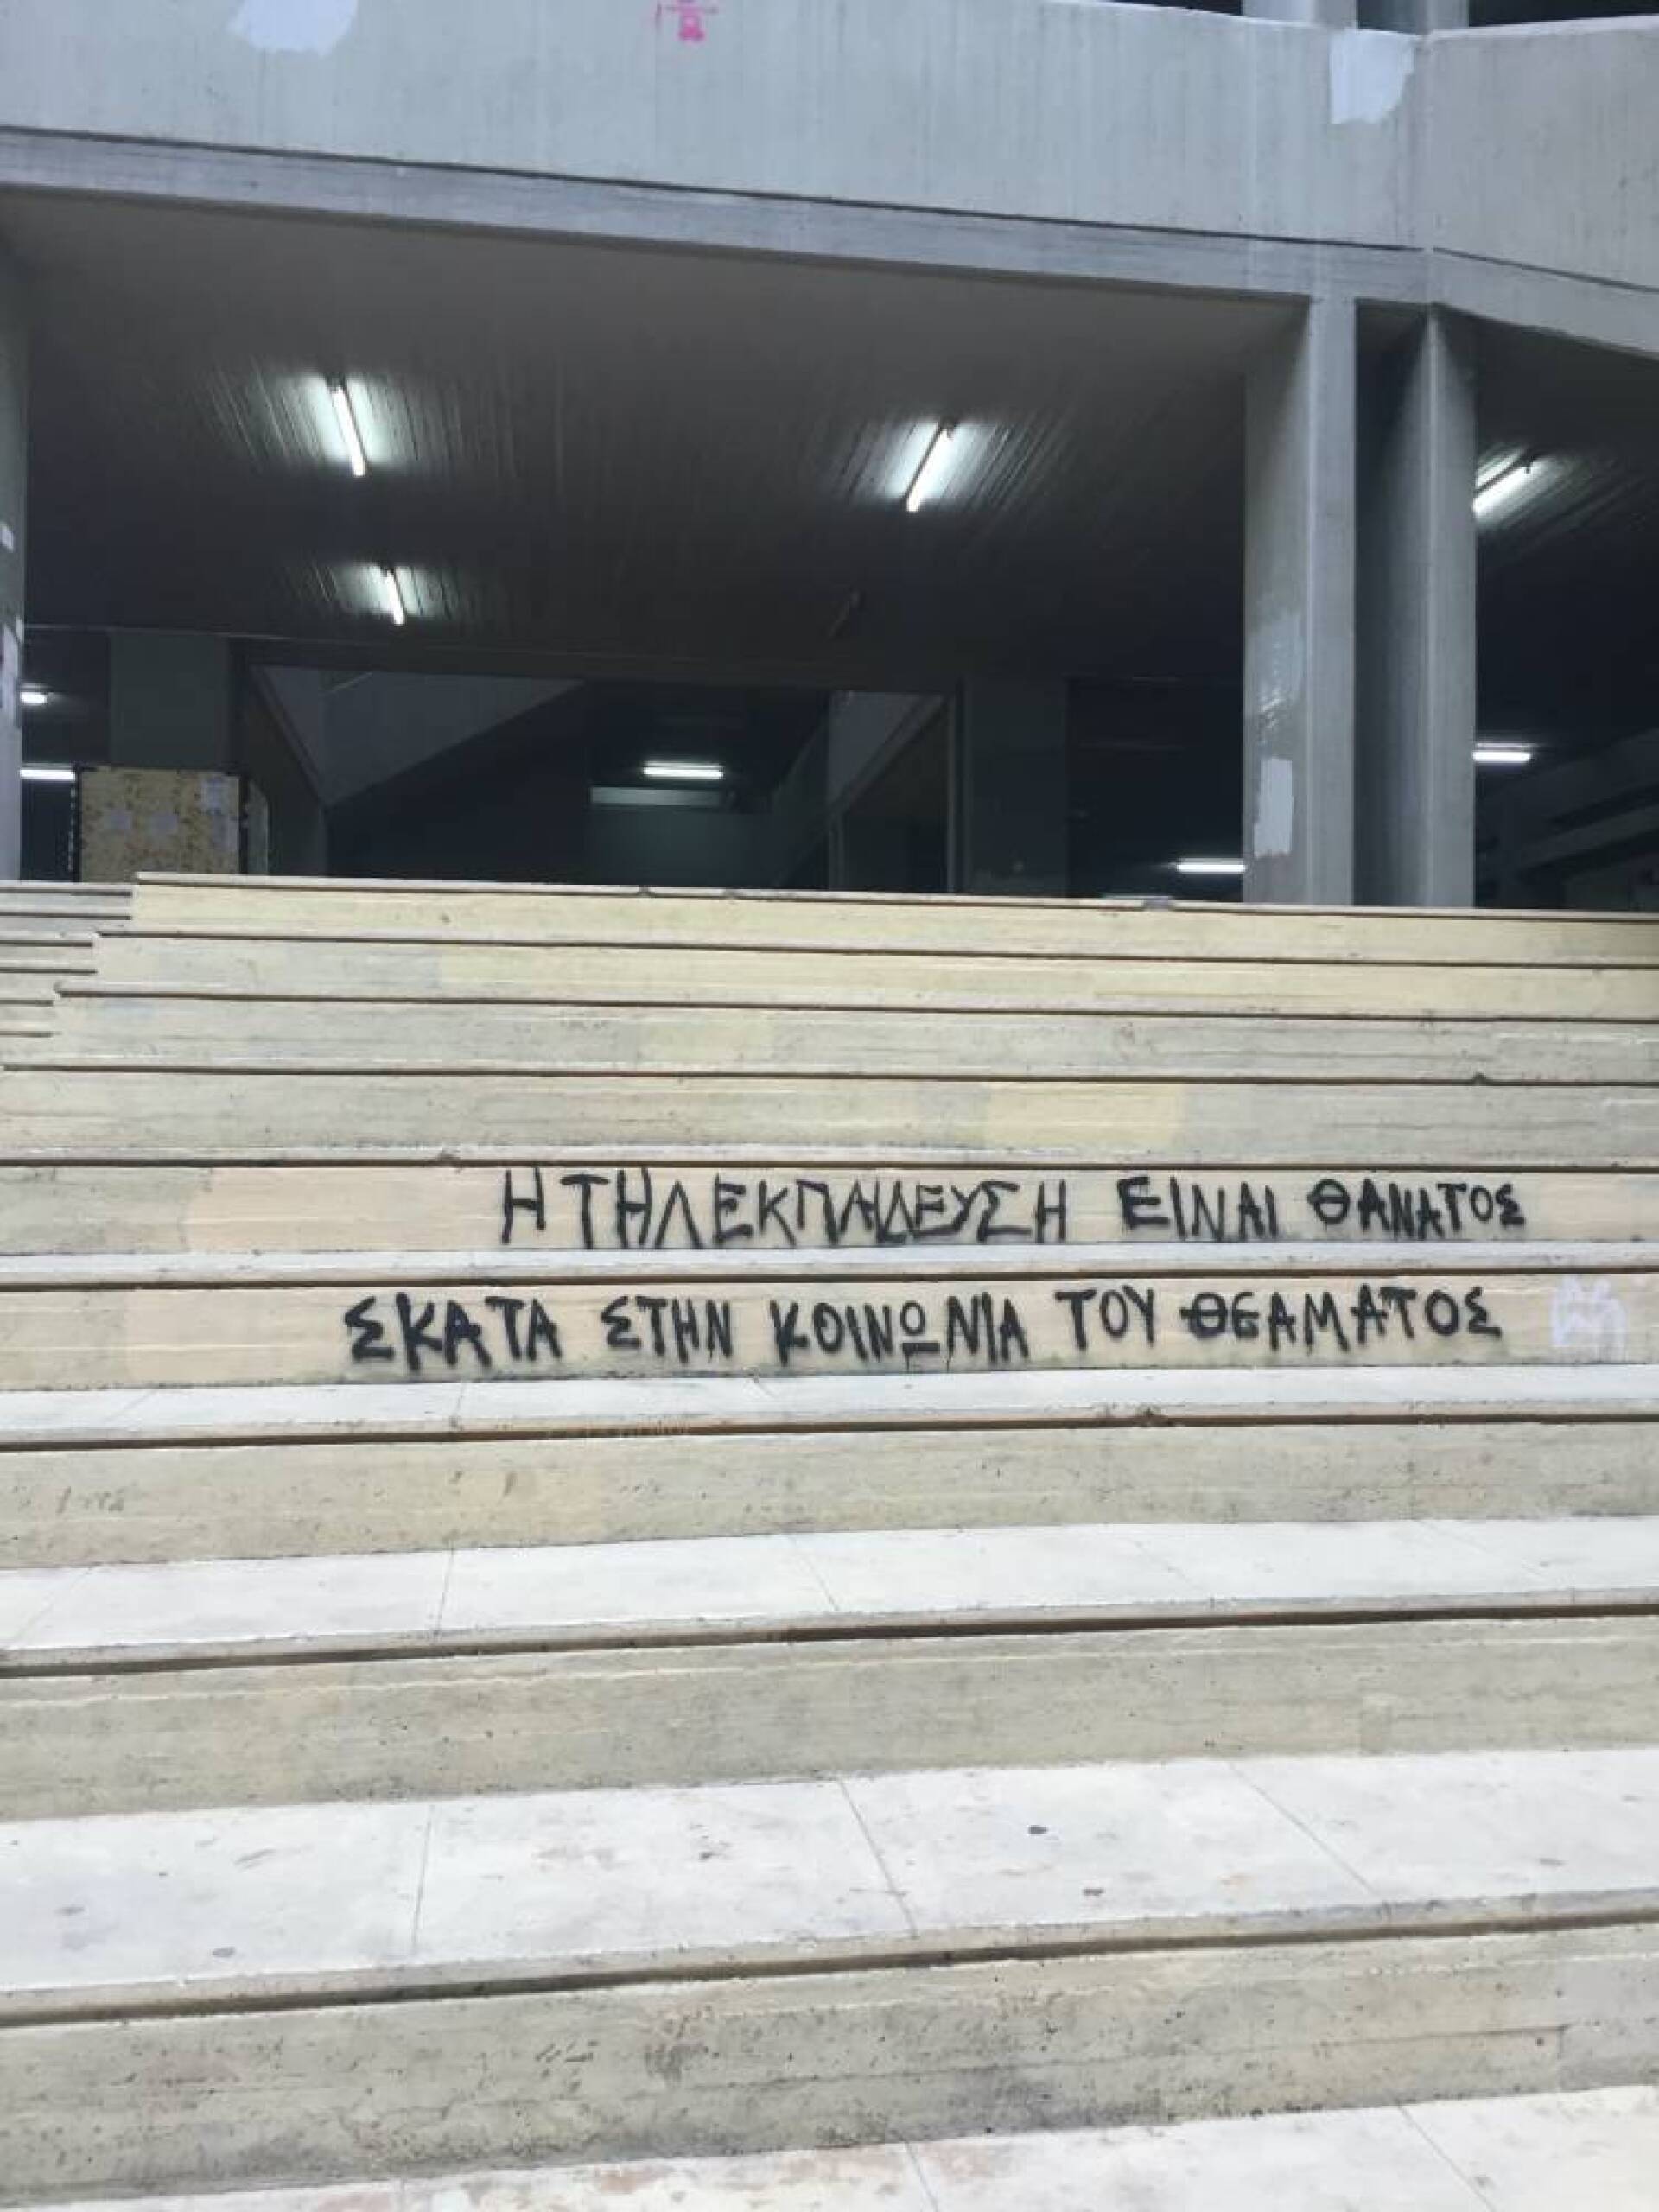 Η ΤΗΛΕΚΠΑΙΔΕΥΣΗ ΕΙΝΑΙ ΘΑΝΑΤΟΣ
ΣΚΑΤΑ ΣΤΗΝ ΚΟΙΝΩΝΙΑ ΤΟΥ ΘΕΑΜΑΤΟΣ